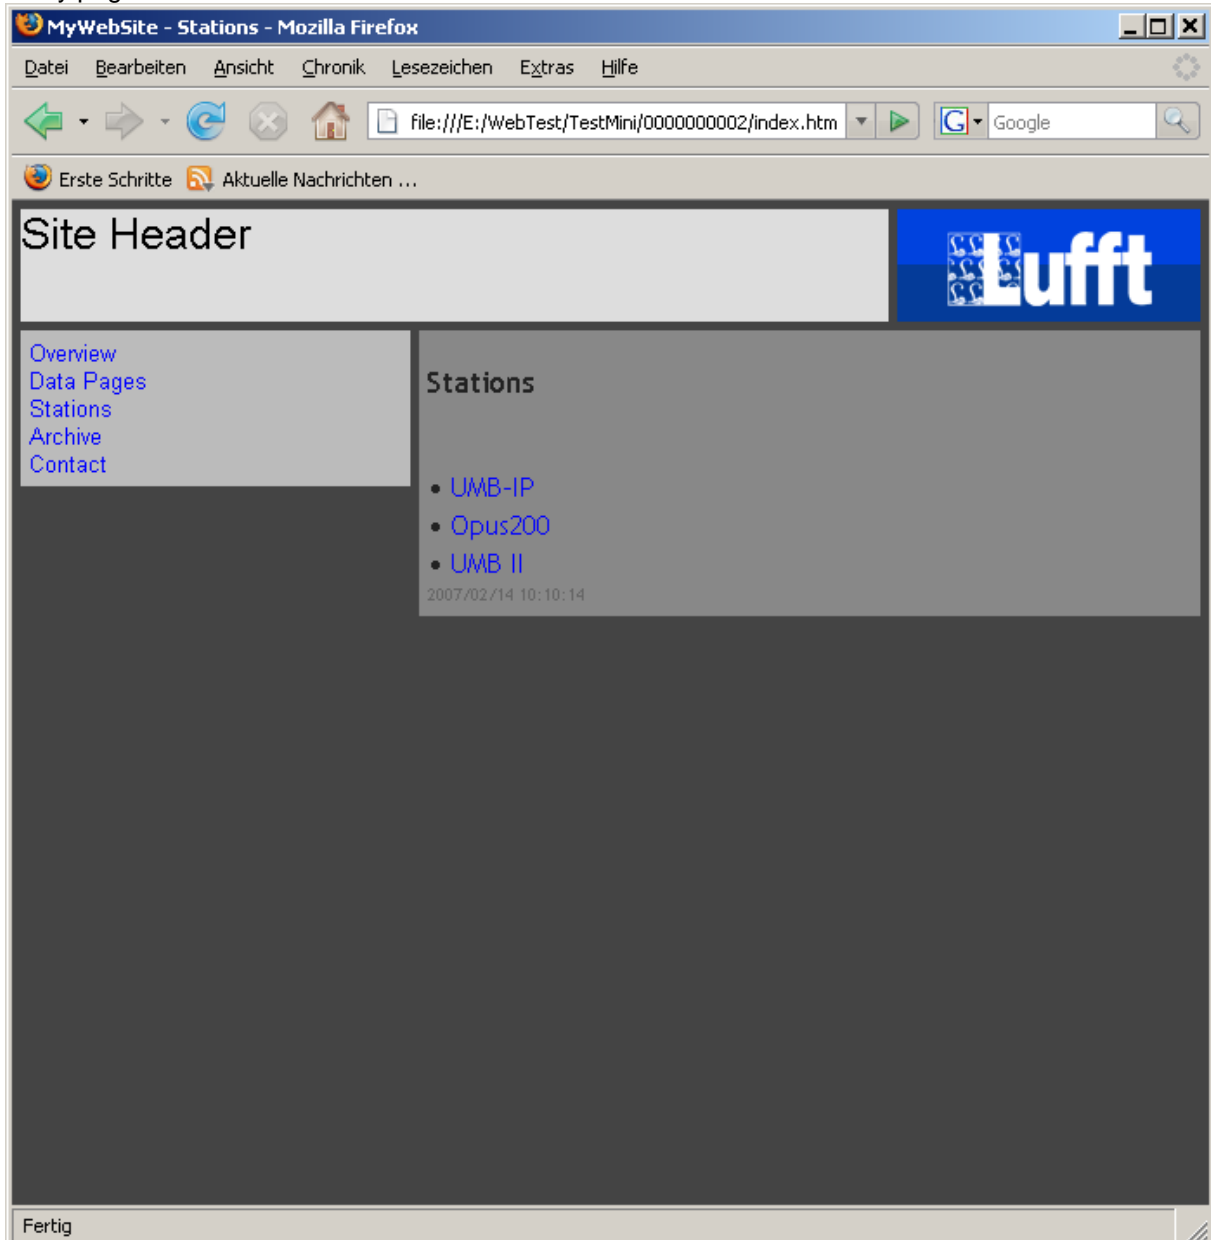 MyWebSite - Stations - Mozilla Firefox
Datei Bearbeiten Ansicht Chronik Lesezeichen Extras Hilfe
file:///E:/WebTest/TestMini/0000000002/index.htm G Google
Erste Schritte Aktuelle Nachrichten ...
Site Header
Lufft
Overview
Data Pages
Stations
Archive
Contact
Stations
• UMB-IP
• Opus200
• UMB II
2007/02/14 10:10:14
Fertig